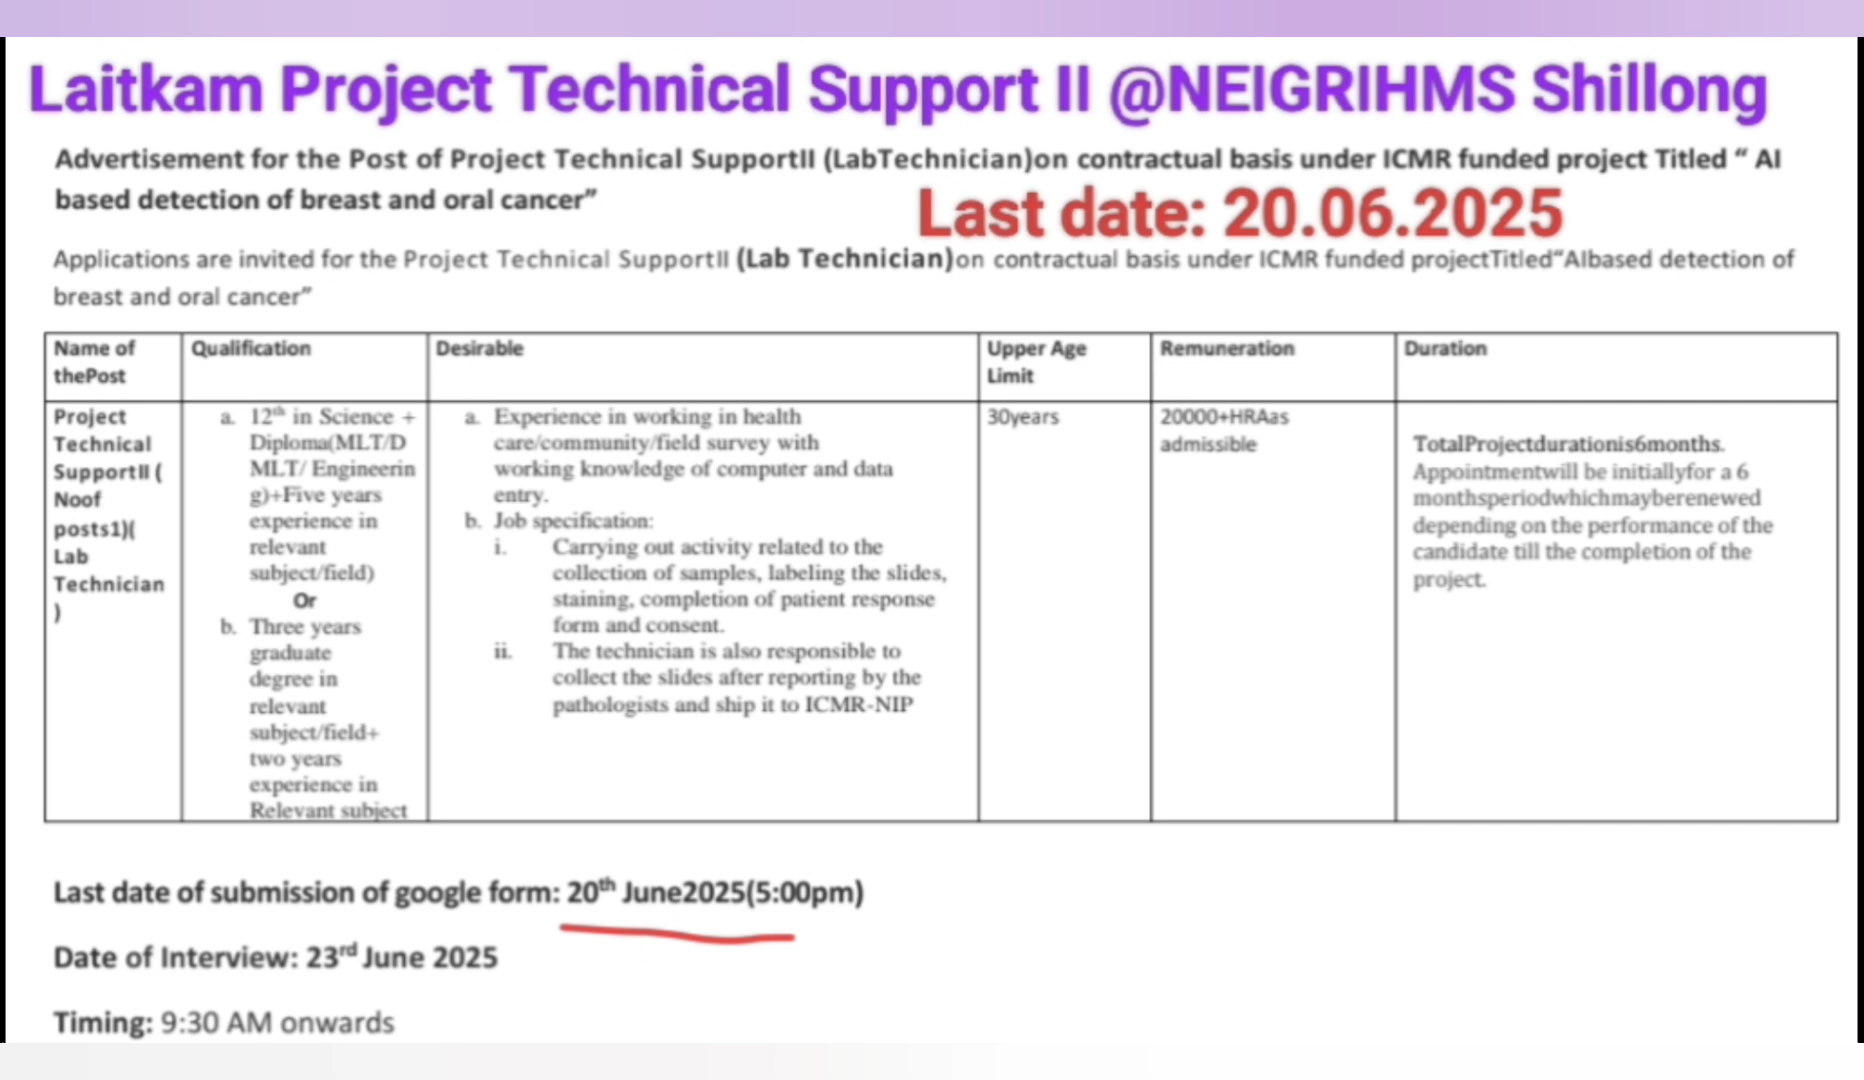 Laitkam Project Technical Support II @NEIGRIHMS Shillong
Advertisement for the Post of Project Technical SupportII (LabTechnician)on contractual basis under ICMR funded project Titled “ AI
based detection of breast and oral cancer”
Last date: 20.06.2025
Applications are invited for the Project Technical SupportII (Lab Technician)on contractual basis under ICMR funded projectTitled“AIbased detection of
breast and oral cancer”
Name of
thePost
Qualification
Desirable
Upper Age
Limit
Remuneration
Duration
Project
Technical
SupportII (
Noof
posts1)(
Lab
Technician
)
a. 12th in Science +
Diploma(MLT/D
MLT/ Engineerin
g)+Five years
experience in
relevant
subject/field)
Or
b. Three years
graduate
degree in
relevant
subject/field+
two years
experience in
Relevant subject
a. Experience in working in health
care/community/field survey with
working knowledge of computer and data
entry.
b. Job specification:
i. Carrying out activity related to the
collection of samples, labeling the slides,
staining, completion of patient response
form and consent.
ii. The technician is also responsible to
collect the slides after reporting by the
pathologists and ship it to ICMR-NIP
30years
20000+HRAas
admissible
TotalProjectdurationis6months.
Appointmentwill be initiallyfor a 6
monthsperiodwhichmayberenewed
depending on the performance of the
candidate till the completion of the
project.
Last date of submission of google form: 20th June2025(5:00pm)
Date of Interview: 23rd June 2025
Timing: 9:30 AM onwards